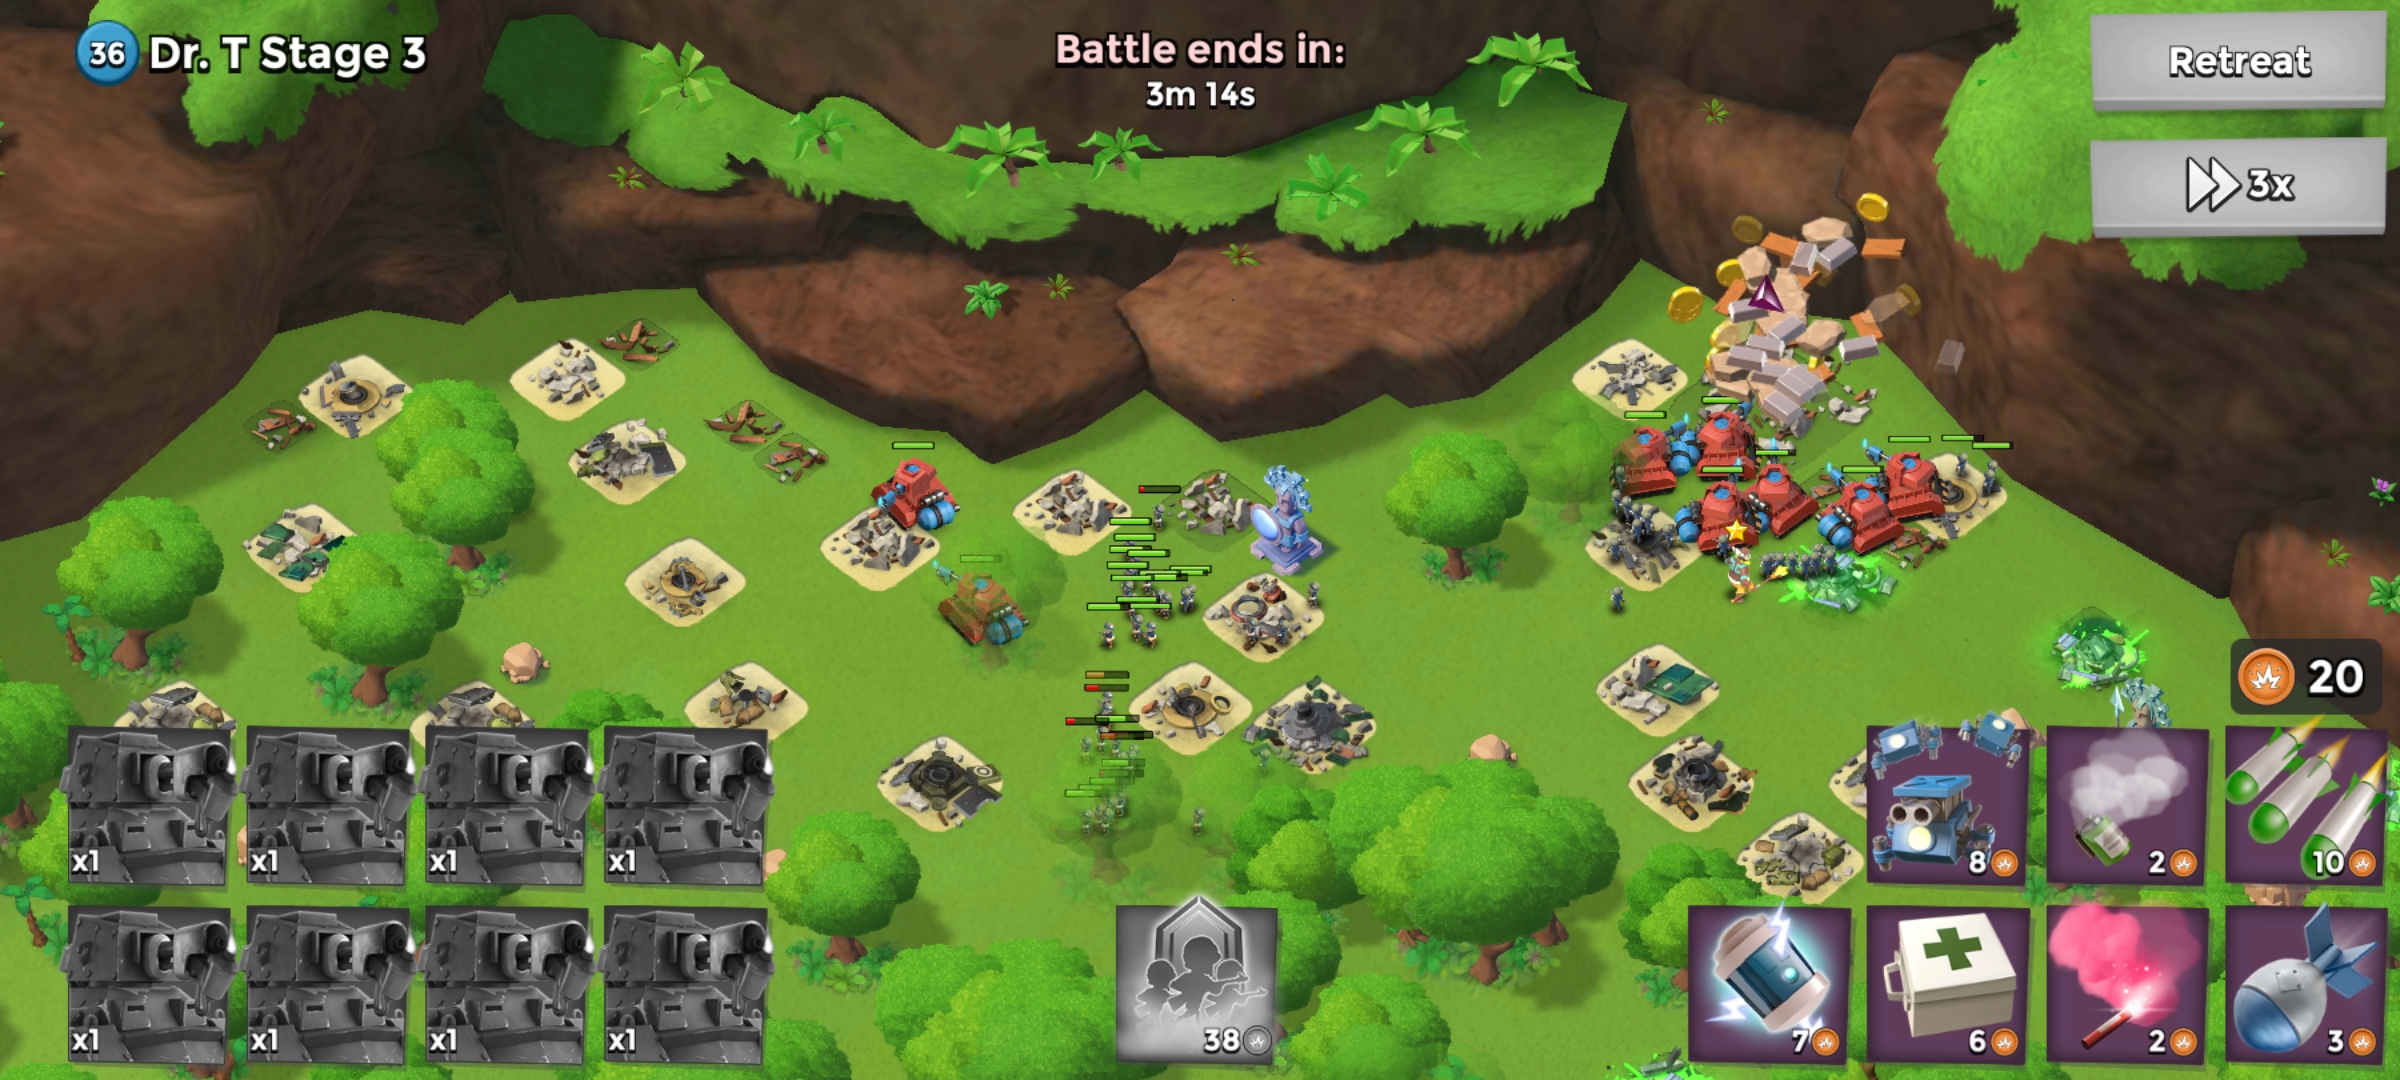 36 Dr. T Stage 3
Battle ends in:
3m 14s
Retreat
3x
20
x1 x1 x1 x1
8 2 10
x1 x1 x1 x1
38
7 6 2 3